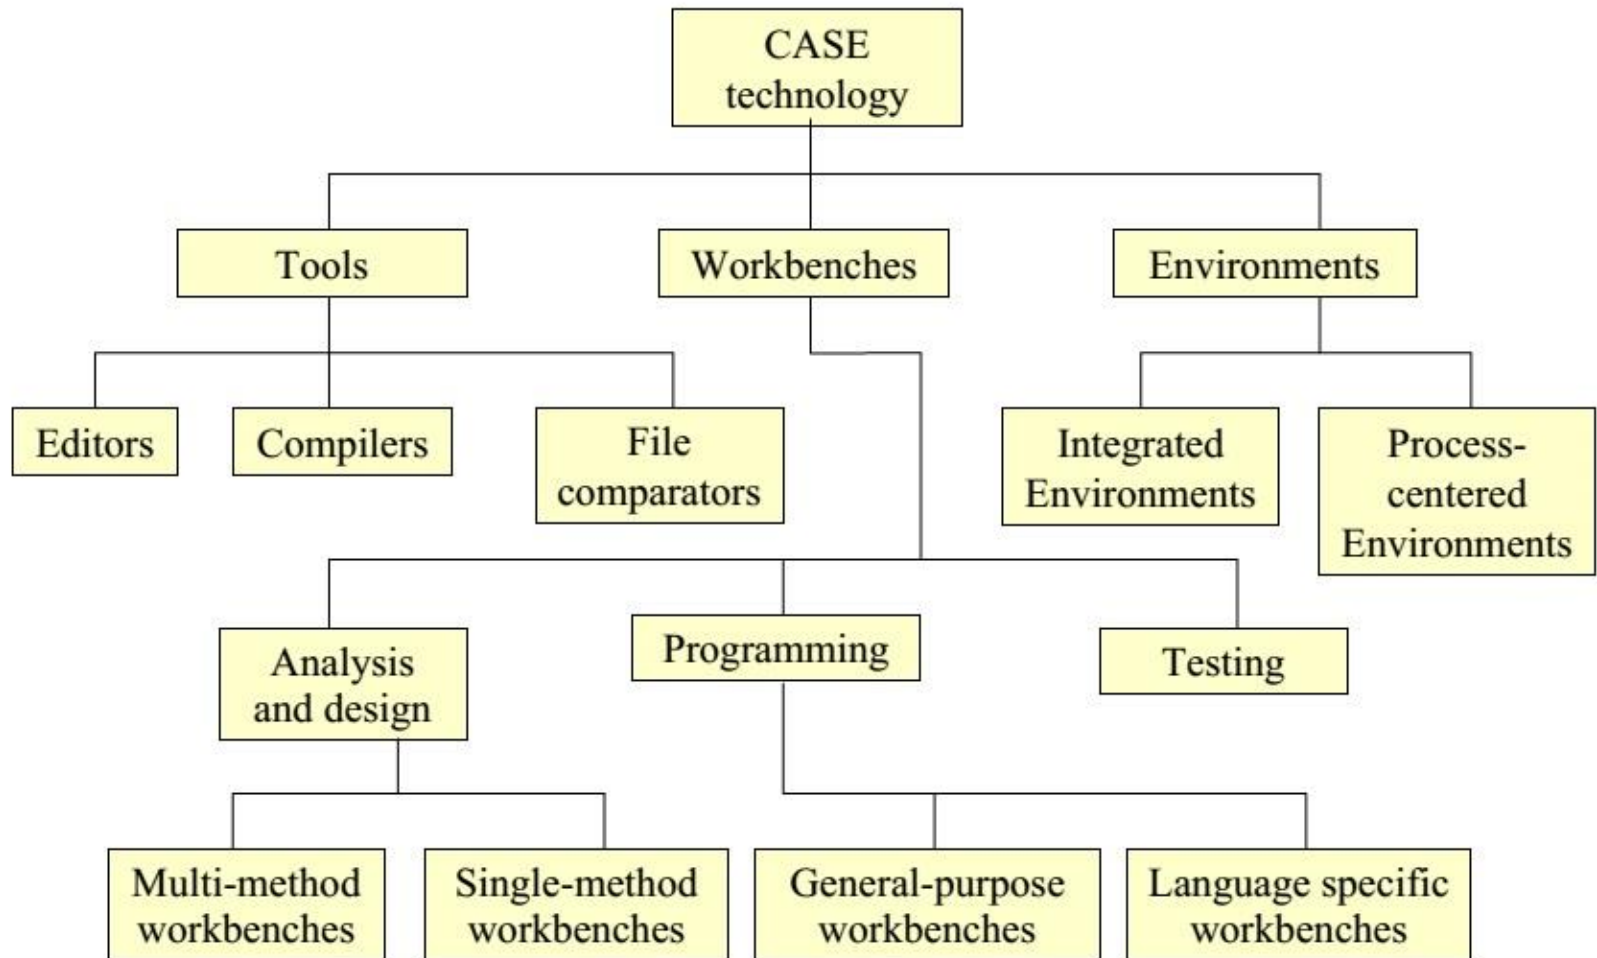 CASE
technology
Tools
Workbenches
Environments
Editors
Compilers
File
comparators
Integrated
Environments
Process-
centered
Environments
Analysis
and design
Programming
Testing
Multi-method
workbenches
Single-method
workbenches
General-purpose
workbenches
Language specific
workbenches